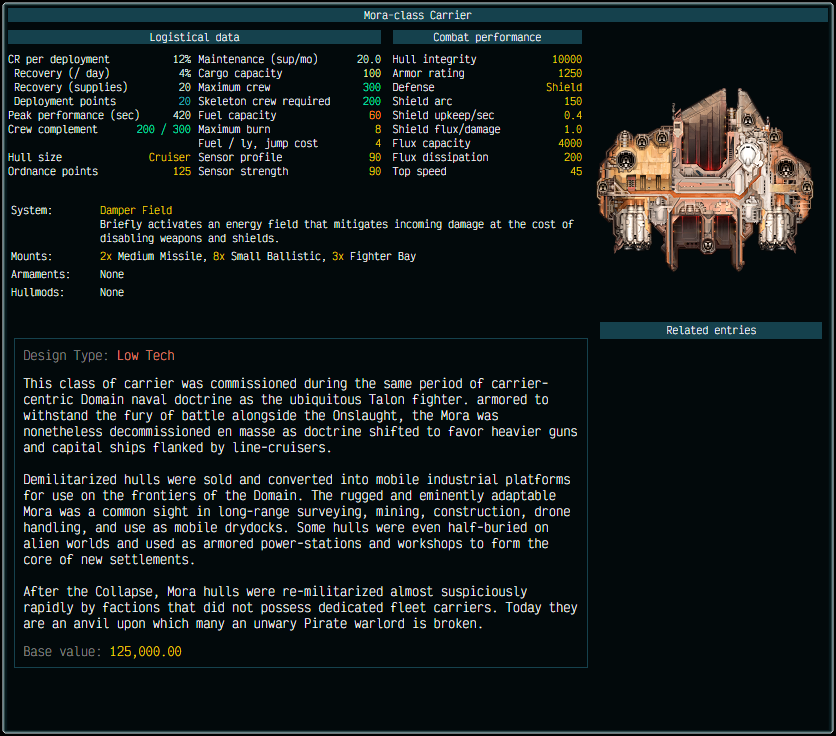 Mora-class Carrier
Logistical data
Combat performance
CR per deployment 12% Maintenance (sup/mo) 20.0 Hull integrity 10000
Recovery (/ day) 4% Cargo capacity 100 Armor rating 1250
Recovery (supplies) 20 Maximum crew 300 Defense Shield
Deployment points 20 Skeleton crew required 200 Shield arc 150
Peak performance (sec) 420 Fuel capacity 60 Shield upkeep/sec 0.4
Crew complement 200 / 300 Maximum burn 8 Shield flux/damage 1.0
Fuel / ly, jump cost 4 Flux capacity 4000
Hull size Cruiser Sensor profile 90 Flux dissipation 200
Ordnance points 125 Sensor strength 90 Top speed 45
System: Damper Field
Briefly activates an energy field that mitigates incoming damage at the cost of
disabling weapons and shields.
Mounts: 2x Medium Missile, 8x Small Ballistic, 3x Fighter Bay
Armaments: None
Hullmods: None
Related entries
Design Type: Low Tech
This class of carrier was commissioned during the same period of carrier-
centric Domain naval doctrine as the ubiquitous Talon fighter. armored to
withstand the fury of battle alongside the Onslaught, the Mora was
nonetheless decommissioned en masse as doctrine shifted to favor heavier guns
and capital ships flanked by line-cruisers.
Demilitarized hulls were sold and converted into mobile industrial platforms
for use on the frontiers of the Domain. The rugged and eminently adaptable
Mora was a common sight in long-range surveying, mining, construction, drone
handling, and use as mobile drydocks. Some hulls were even half-buried on
alien worlds and used as armored power-stations and workshops to form the
core of new settlements.
After the Collapse, Mora hulls were re-militarized almost suspiciously
rapidly by factions that did not possess dedicated fleet carriers. Today they
are an anvil upon which many an unwary Pirate warlord is broken.
Base value: 125,000.00